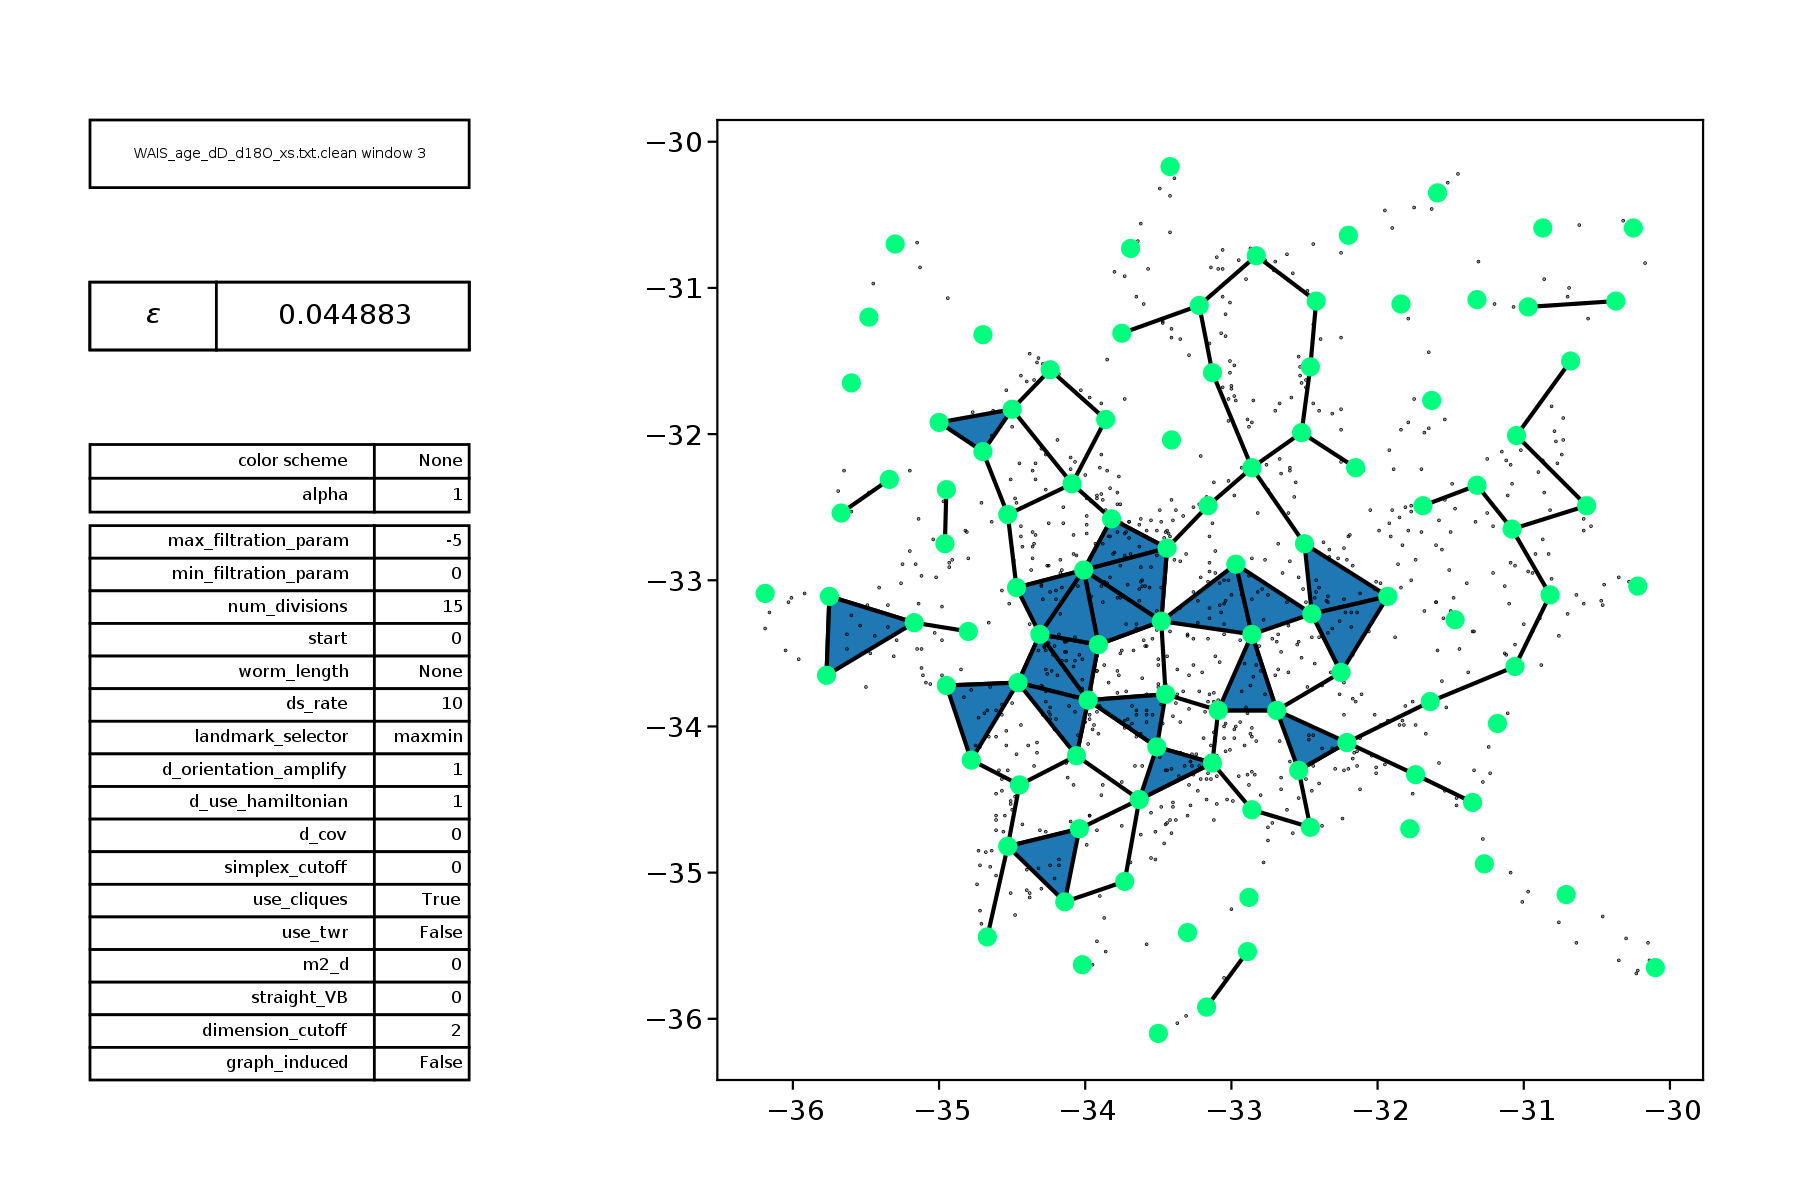 WAIS_age_dD_d18O_xs.txt.clean window 3
ε 0.044883
color scheme None
alpha 1
max_filtration_param -5
min_filtration_param 0
num_divisions 15
start 0
worm_length None
ds_rate 10
landmark_selector maxmin
d_orientation_amplify 1
d_use_hamiltonian 1
d_cov 0
simplex_cutoff 0
use_cliques True
use_twr False
m2_d 0
straight_VB 0
dimension_cutoff 2
graph_induced False
−30
−31
−32
−33
−34
−35
−36
−36 −35 −34 −33 −32 −31 −30